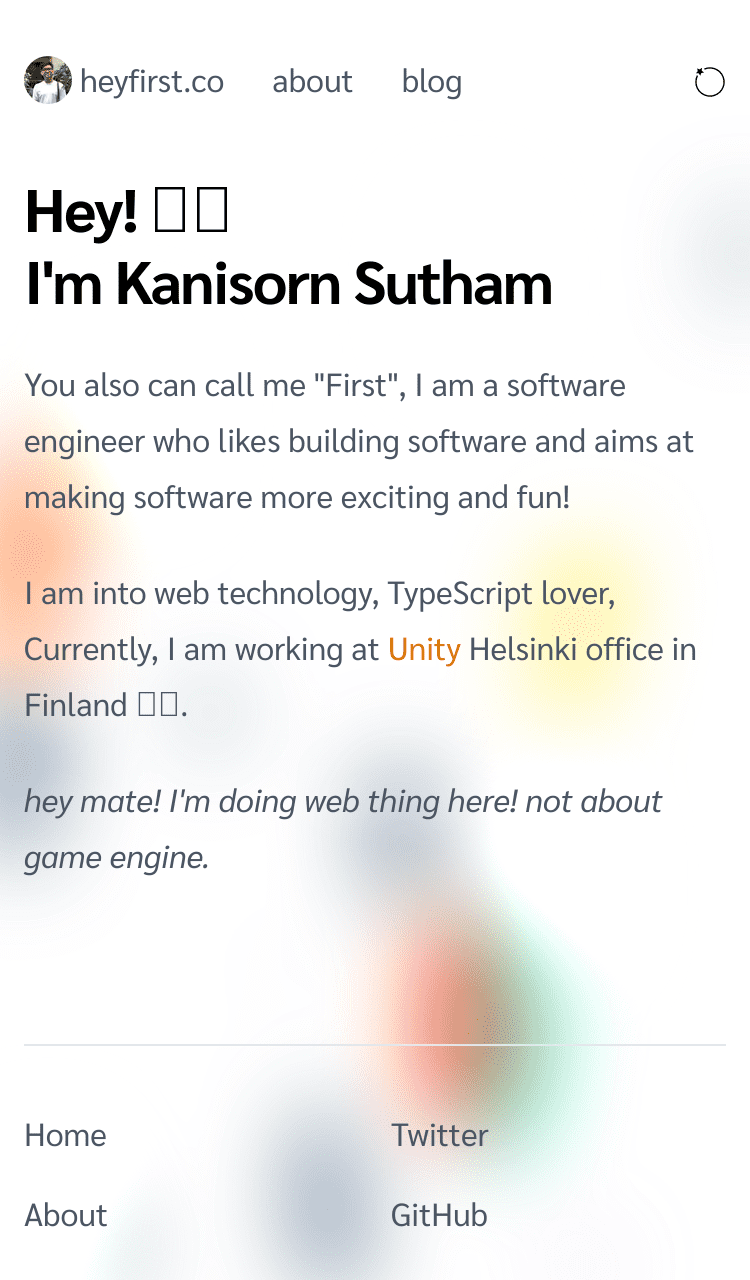 heyfirst.co about blog
Hey! 
I'm Kanisorn Sutham
You also can call me "First", I am a software
engineer who likes building software and aims at
making software more exciting and fun!
I am into web technology, TypeScript lover,
Currently, I am working at Unity Helsinki office in
Finland .
hey mate! I'm doing web thing here! not about
game engine.
Home Twitter
About GitHub